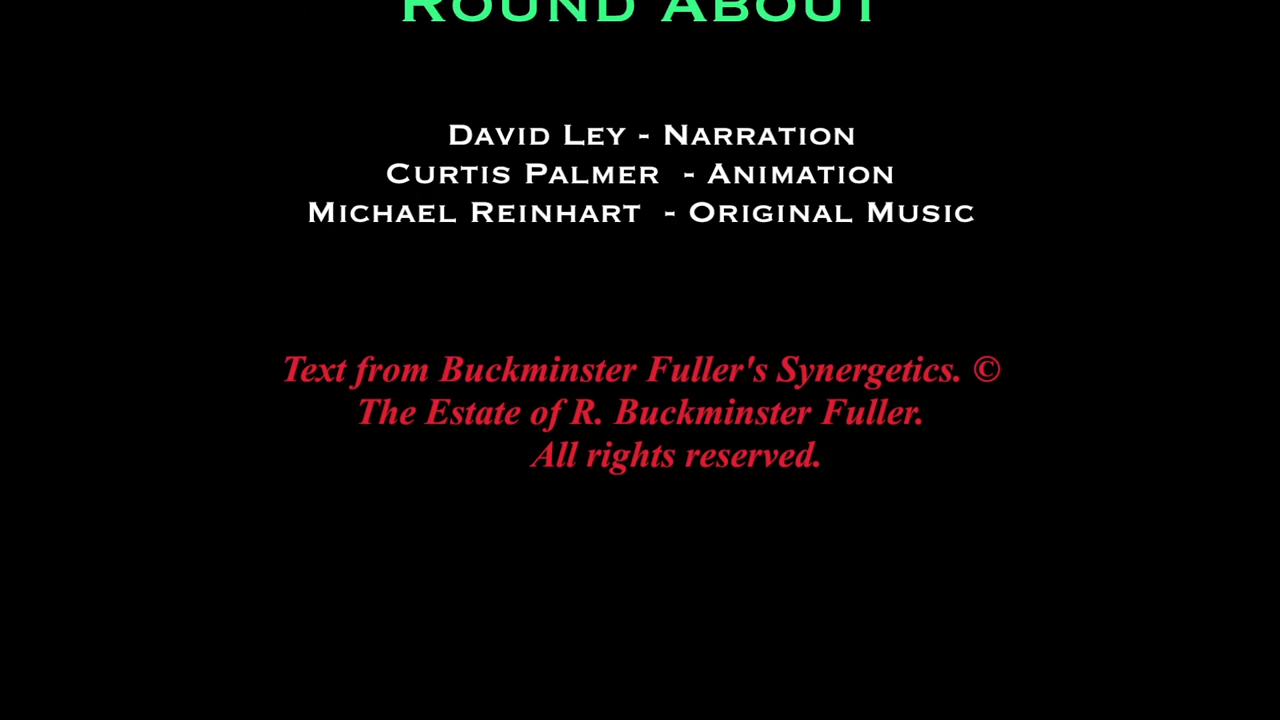 Round About
David Ley - Narration
Curtis Palmer - Animation
Michael Reinhart - Original Music
Text from Buckminster Fuller's Synergetics. ©
The Estate of R. Buckminster Fuller.
All rights reserved.